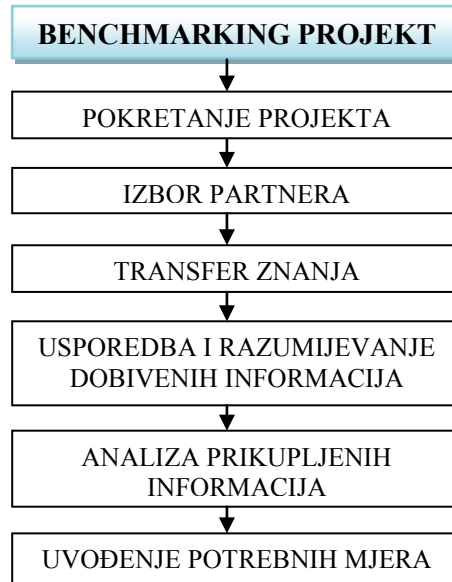 BENCHMARKING PROJEKT
POKRETANJE PROJEKTA
IZBOR PARTNERA
TRANSFER ZNANJA
USPOREDBA I RAZUMIJEVANJE
DOBIVENIH INFORMACIJA
ANALIZA PRIKUPLJENIH
INFORMACIJA
UVOĐENJE POTREBNIH MJERA